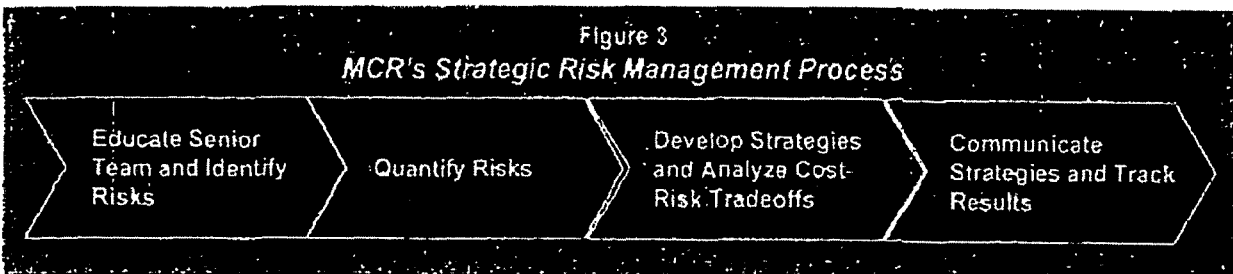 Figure 3
MCR's Strategic Risk Management Process
Educate Senior
Team and Identify
Risks
Quantify Risks
Develop Strategies
and Analyze Cost-
Risk Tradeoffs
Communicate
Strategies and Track
Results